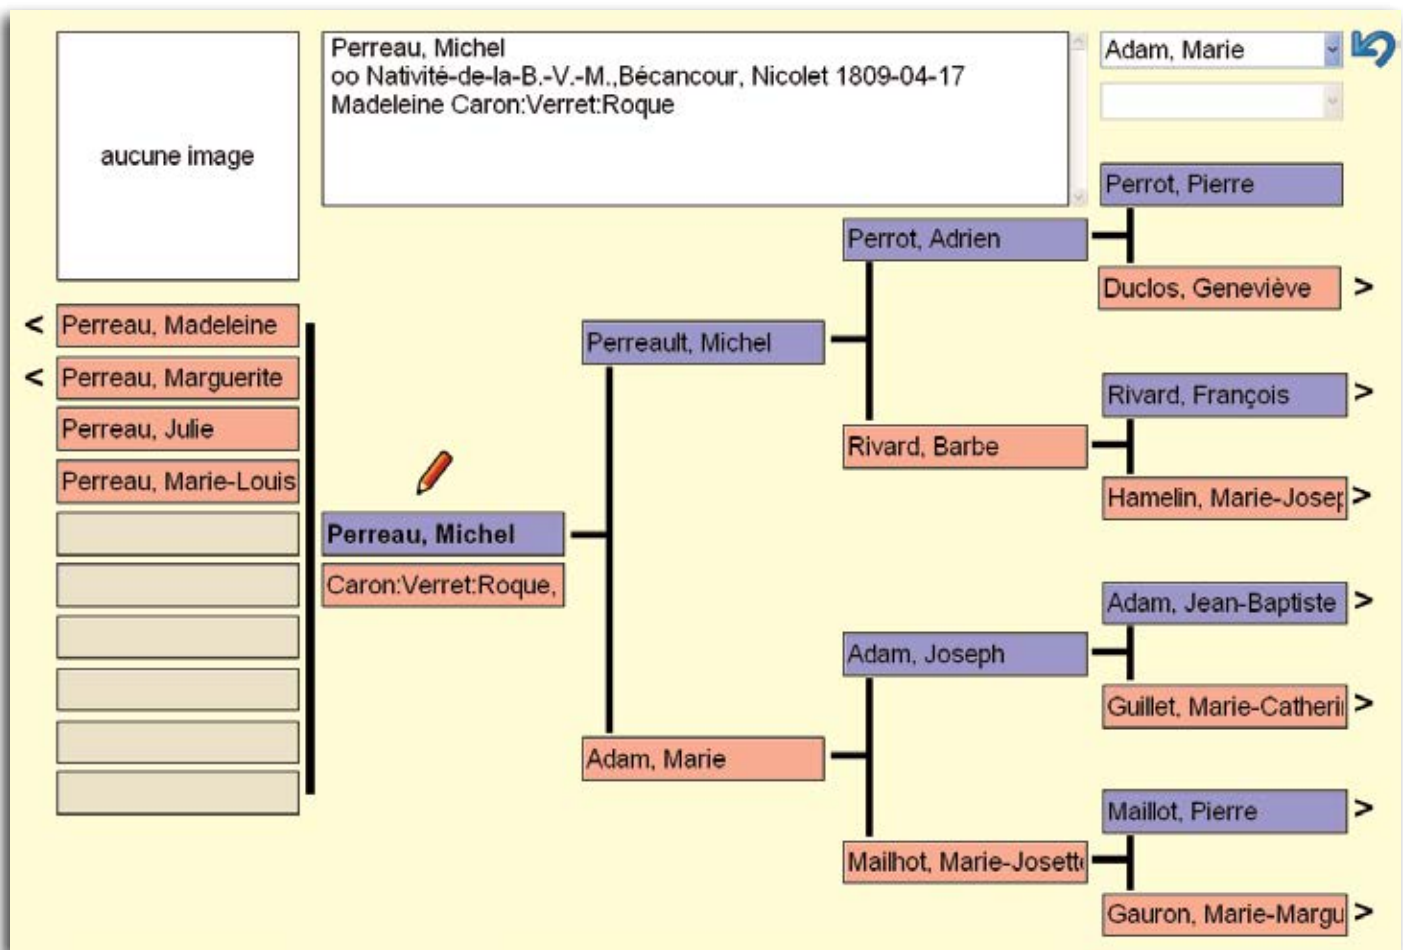 aucune image
Perreau, Michel
oo Nativité-de-la-B.-V.-M.,Bécancour, Nicolet 1809-04-17
Madeleine Caron:Verret:Roque
Adam, Marie
Perrot, Pierre
Perrot, Adrien
Duclos, Geneviève >
< Perreau, Madeleine
Perreault, Michel
< Perreau, Marguerite
Rivard, François >
Perreau, Julie
Rivard, Barbe
Perreau, Marie-Louis
Hamelin, Marie-Josep >
Perreau, Michel
Caron:Verret:Roque,
Adam, Jean-Baptiste >
Adam, Joseph
Guillet, Marie-Catherin >
Adam, Marie
Maillot, Pierre >
Mailhot, Marie-Josette
Gauron, Marie-Margu >